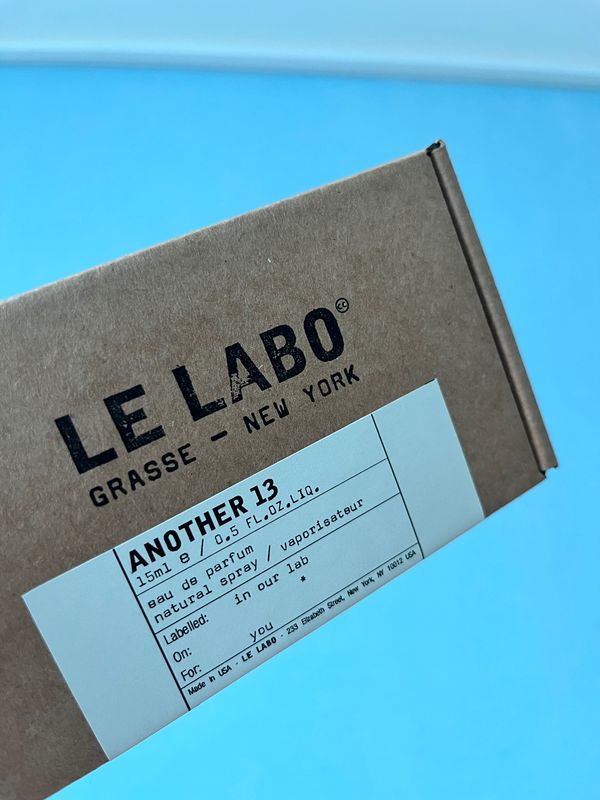 LE LABO ㏄
GRASSE — NEW YORK
ANOTHER 13
15ml e / 0.5 FL.OZ.LIQ.
eau de parfum
natural spray / vaporisateur
Labelled: in our lab
On: *
For: you
Made in USA - LE LABO - 233 Elizabeth Street, New York, NY 10012 USA